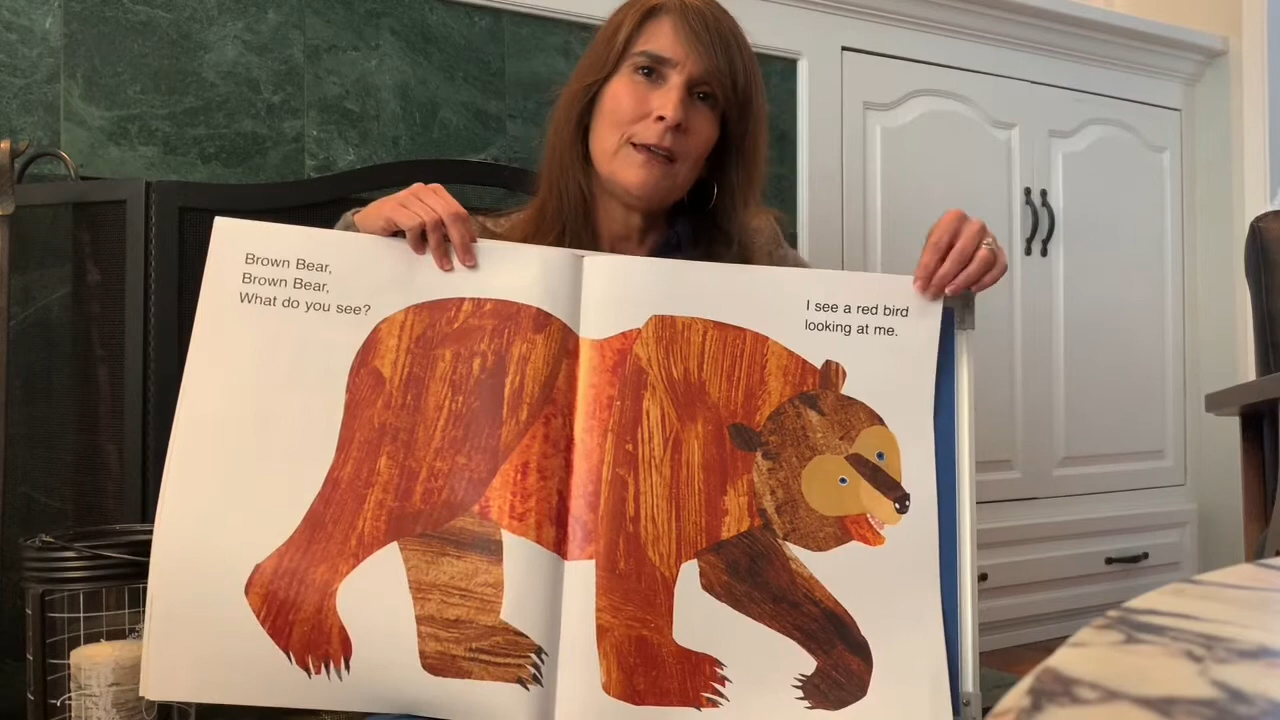 Brown Bear,
Brown Bear,
What do you see?
I see a red bird
looking at me.